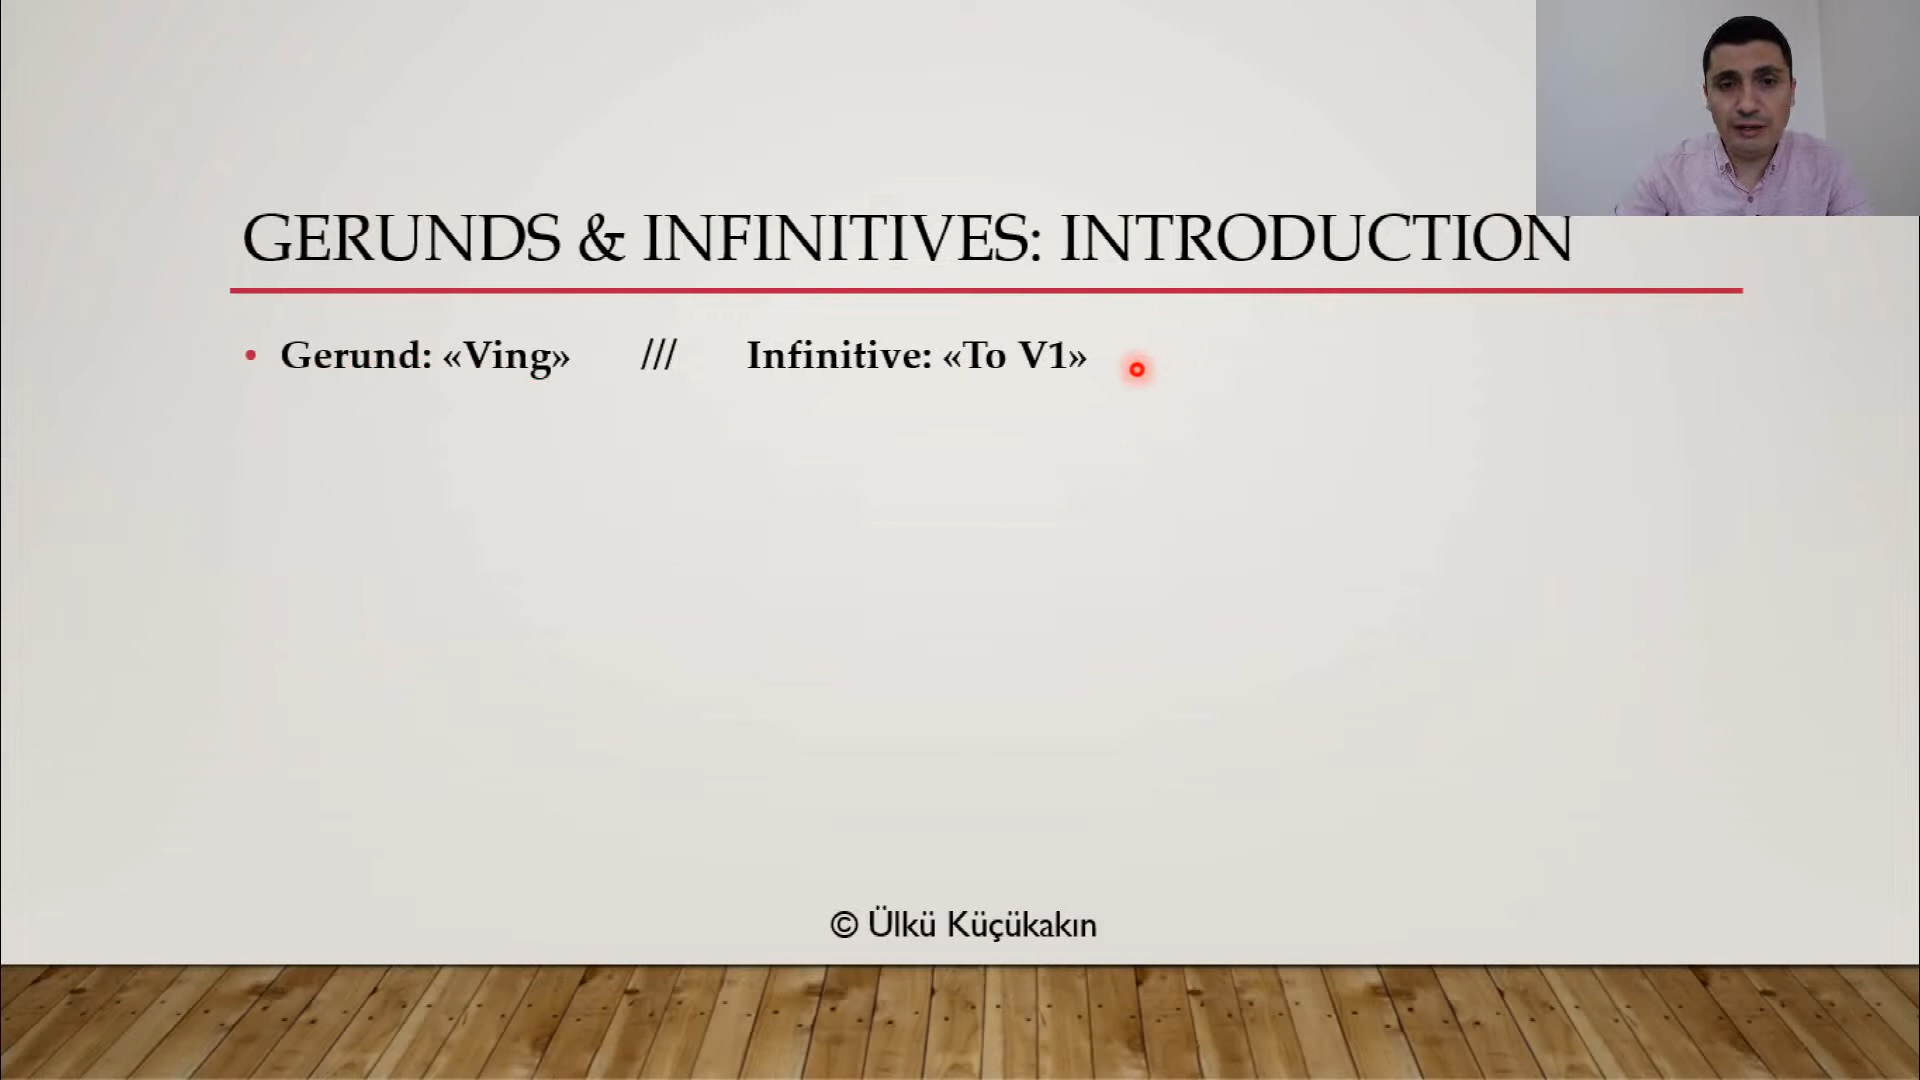 GERUNDS & INFINITIVES: INTRODUCTION
• Gerund: «Ving» /// Infinitive: «To V1»
© Ülkü Küçükakın